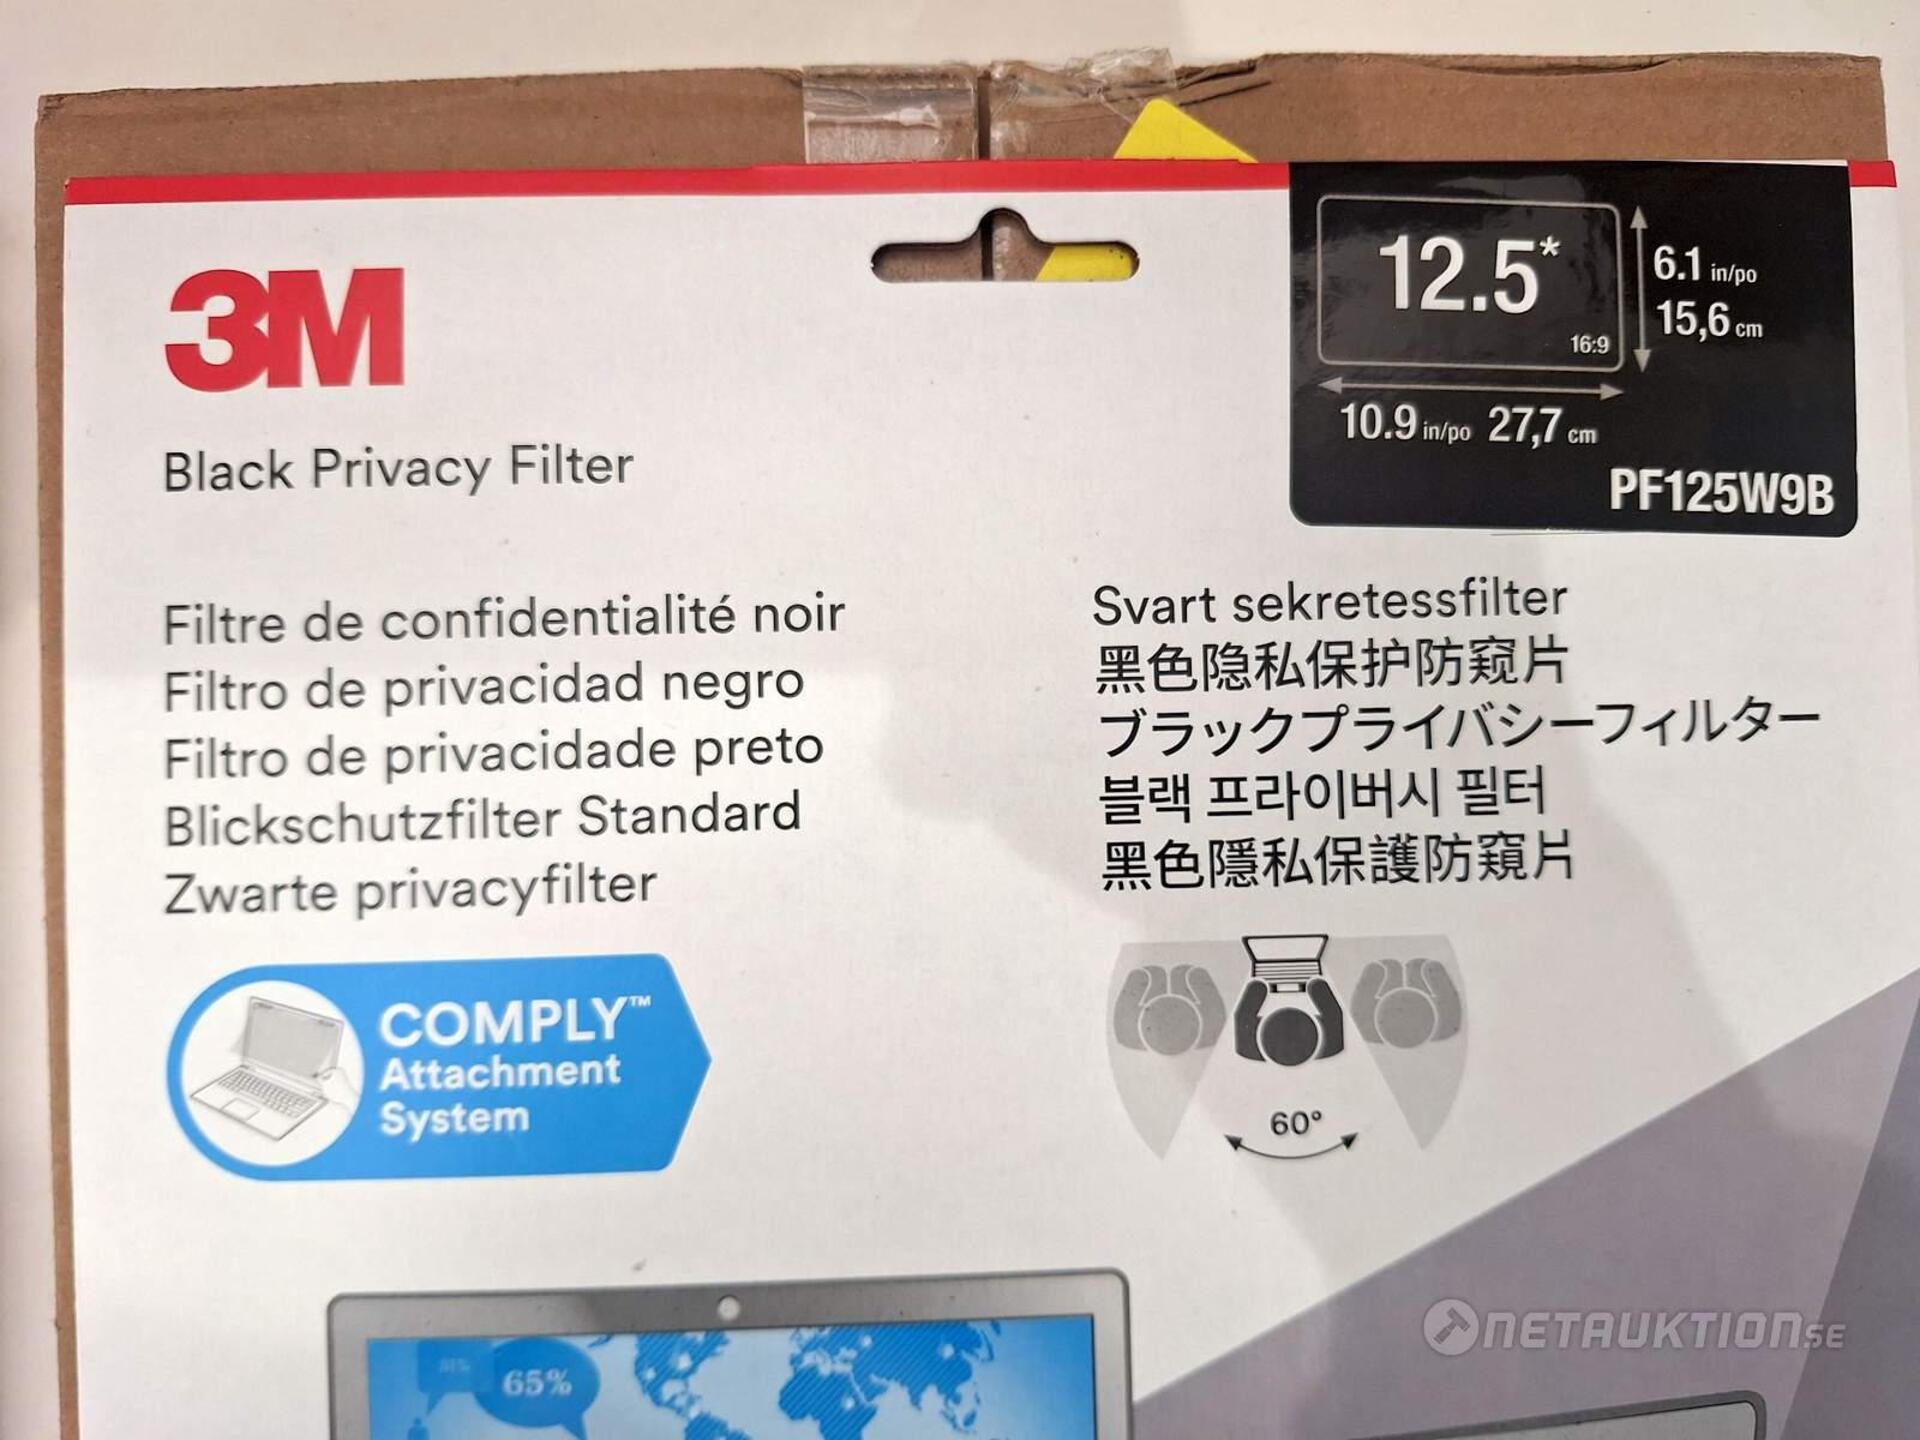 3M
Black Privacy Filter
12.5*
16:9
6.1 in/po
15,6 cm
10.9 in/po 27,7 cm
PF125W9B
Filtre de confidentialité noir
Filtro de privacidad negro
Filtro de privacidade preto
Blickschutzfilter Standard
Zwarte privacyfilter
Svart sekretessfilter
黑色隐私保护防窥片
ブラックプライバシーフィルター
블랙 프라이버시 필터
黑色隱私保護防窺片
COMPLY™
Attachment
System
60°
65%
NETAUKTION.SE